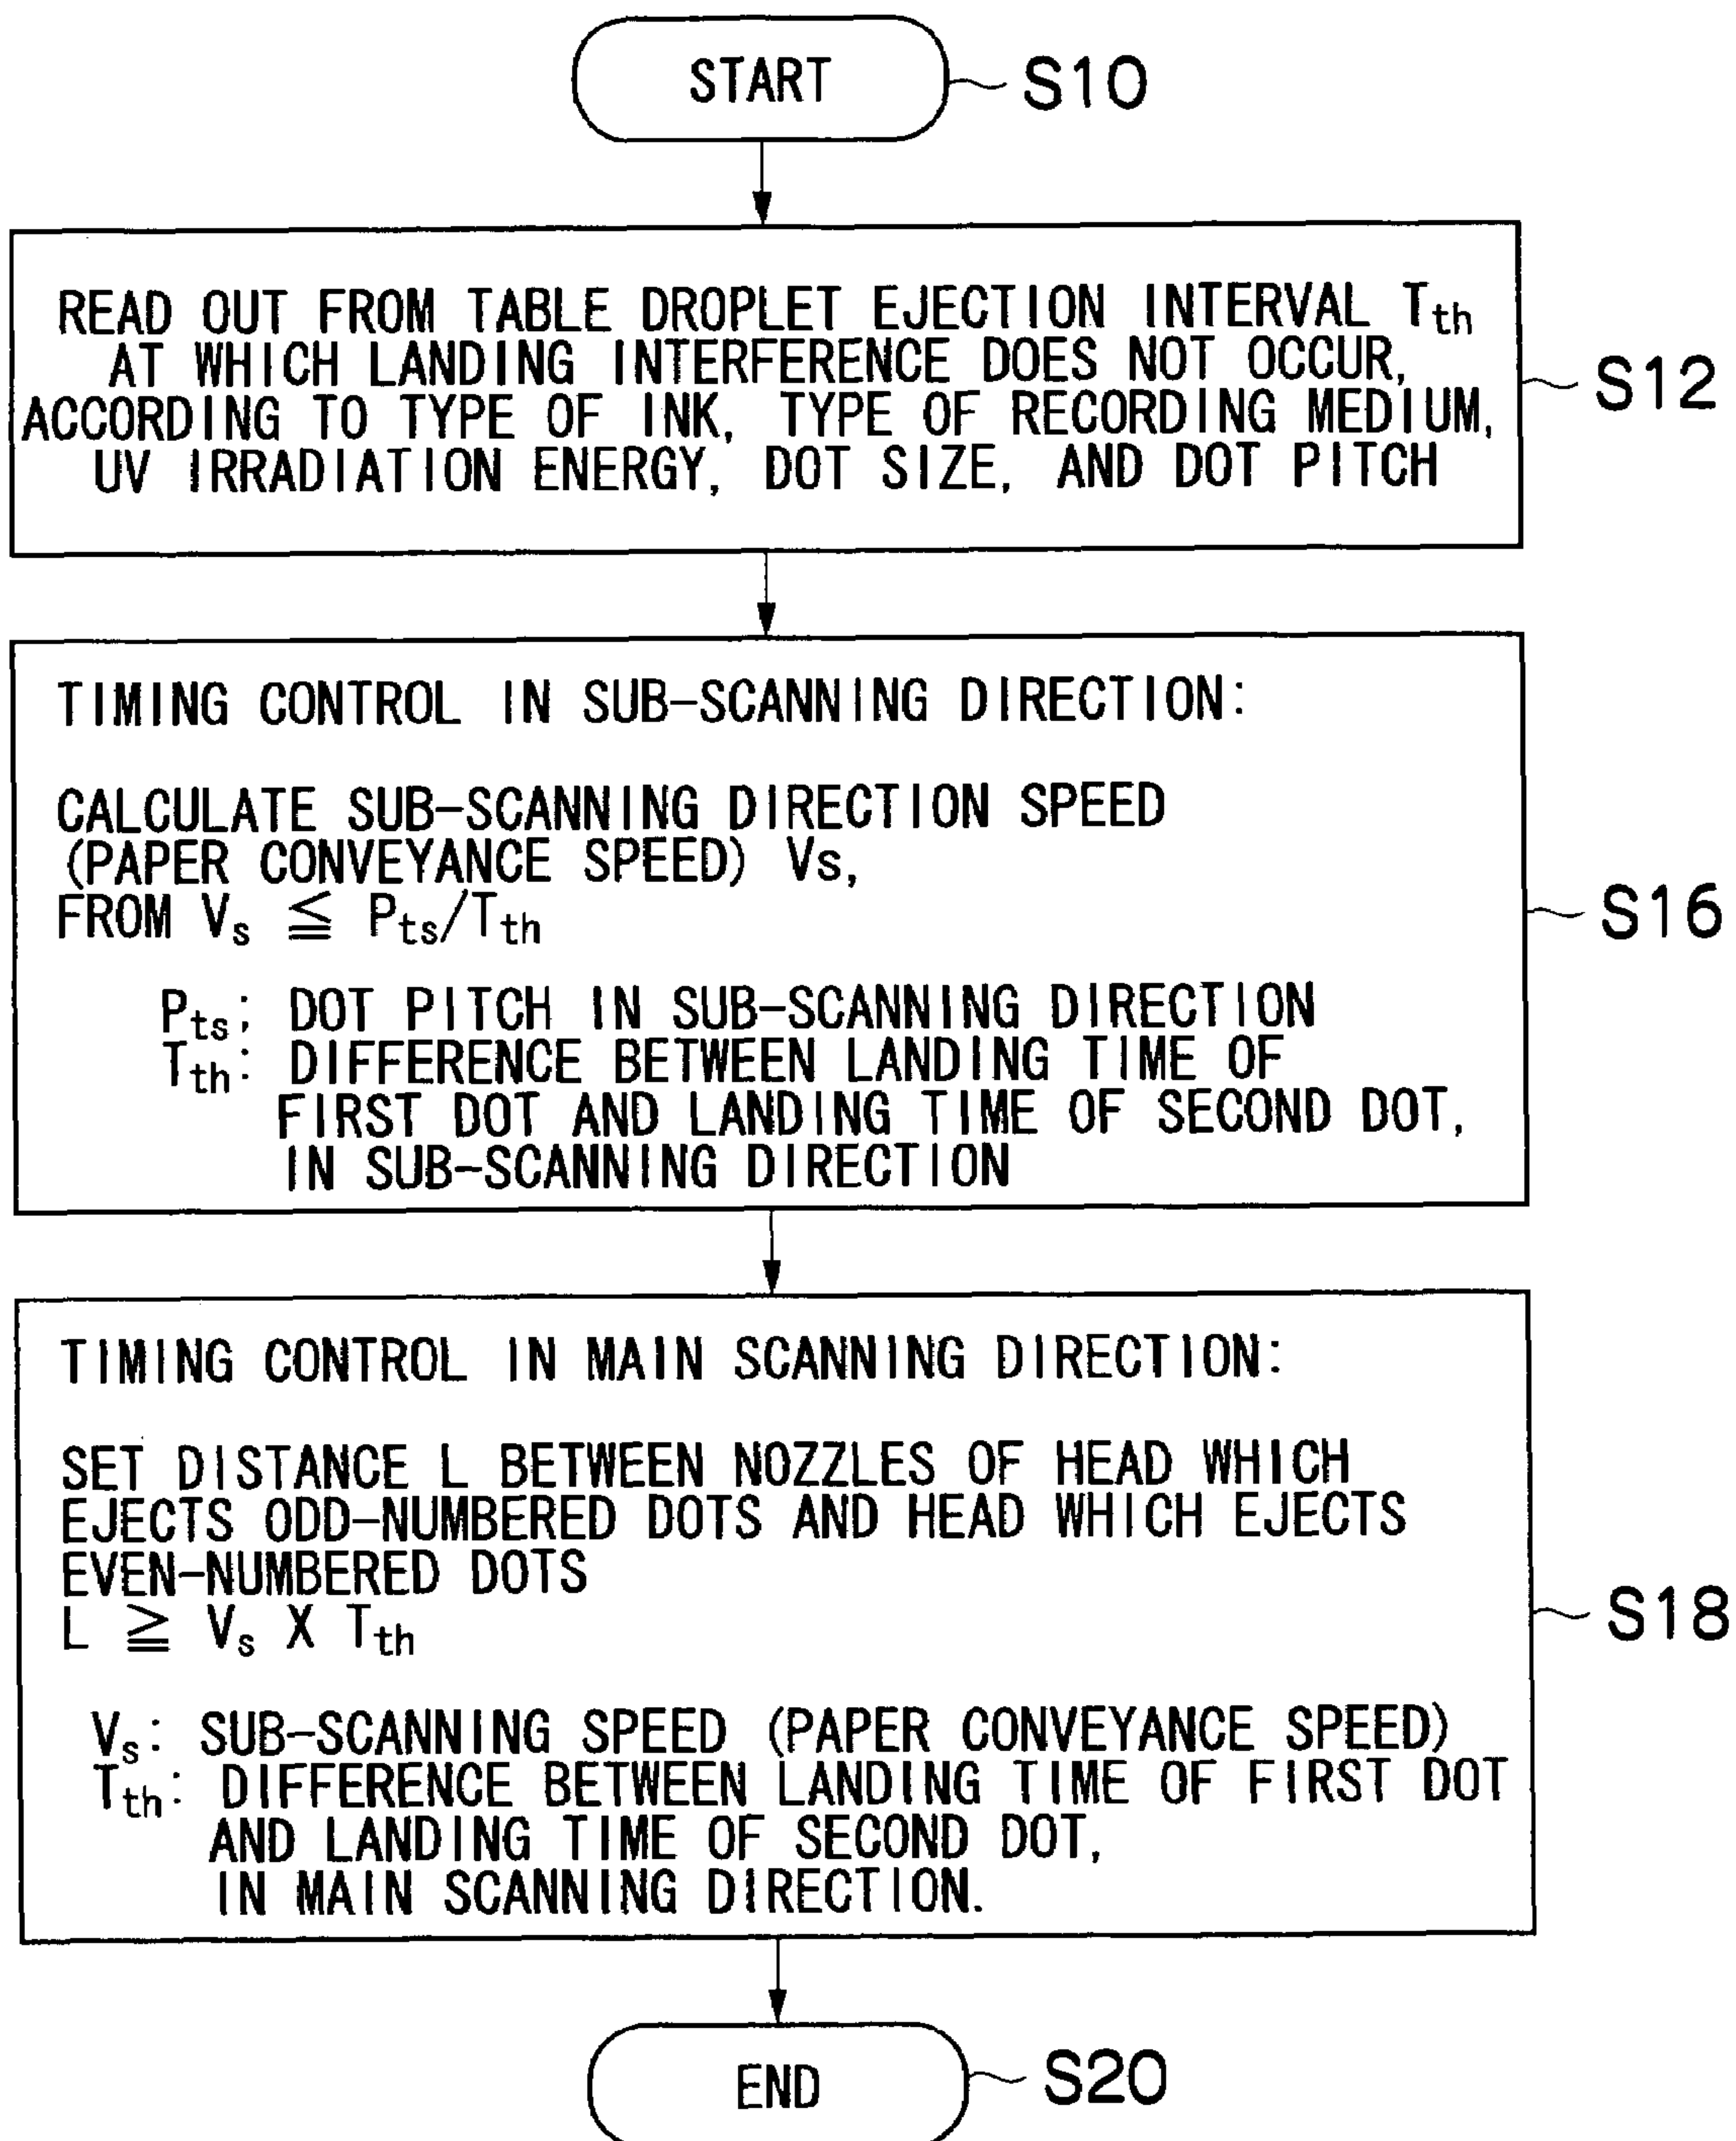 START
S10
READ OUT FROM TABLE DROPLET EJECTION INTERVAL Tth
AT WHICH LANDING INTERFERENCE DOES NOT OCCUR,
ACCORDING TO TYPE OF INK, TYPE OF RECORDING MEDIUM,
UV IRRADIATION ENERGY, DOT SIZE, AND DOT PITCH
S12
TIMING CONTROL IN SUB-SCANNING DIRECTION:
CALCULATE SUB-SCANNING DIRECTION SPEED
(PAPER CONVEYANCE SPEED) Vs,
FROM Vs ≦ Pts/Tth
Pts: DOT PITCH IN SUB-SCANNING DIRECTION
Tth: DIFFERENCE BETWEEN LANDING TIME OF
FIRST DOT AND LANDING TIME OF SECOND DOT,
IN SUB-SCANNING DIRECTION
S16
TIMING CONTROL IN MAIN SCANNING DIRECTION:
SET DISTANCE L BETWEEN NOZZLES OF HEAD WHICH
EJECTS ODD-NUMBERED DOTS AND HEAD WHICH EJECTS
EVEN-NUMBERED DOTS
L ≧ Vs X Tth
Vs: SUB-SCANNING SPEED (PAPER CONVEYANCE SPEED)
Tth: DIFFERENCE BETWEEN LANDING TIME OF FIRST DOT
AND LANDING TIME OF SECOND DOT,
IN MAIN SCANNING DIRECTION.
S18
END
S20